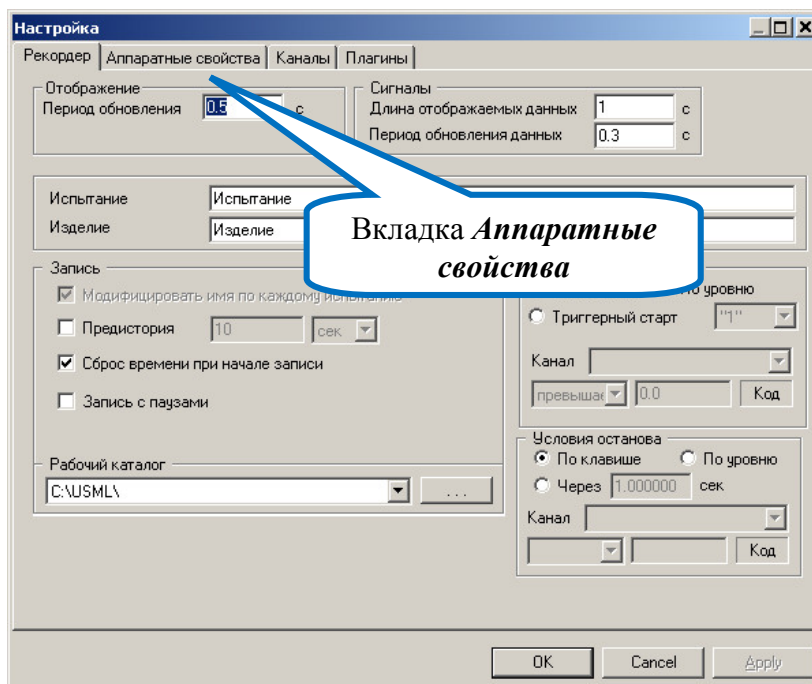 Настройка
Рекордер Аппаратные свойства Каналы Плагины
Отображение
Период обновления 0.5 с
Сигналы
Длина отображаемых данных 1 с
Период обновления данных 0.3 с
Испытание Испытание
Изделие Изделие
Вкладка Аппаратные
свойства
Запись
Модифицировать имя по каждому испытанию
Предистория 10 сек
Сброс времени при начале записи
Запись с паузами
Рабочий каталог
C:\USML\ ...
По уровню
Триггерный старт "1"
Канал
превышае 0.0 Код
Условия останова
По клавише По уровню
Через 1.000000 сек
Канал
Код
OK Cancel Apply